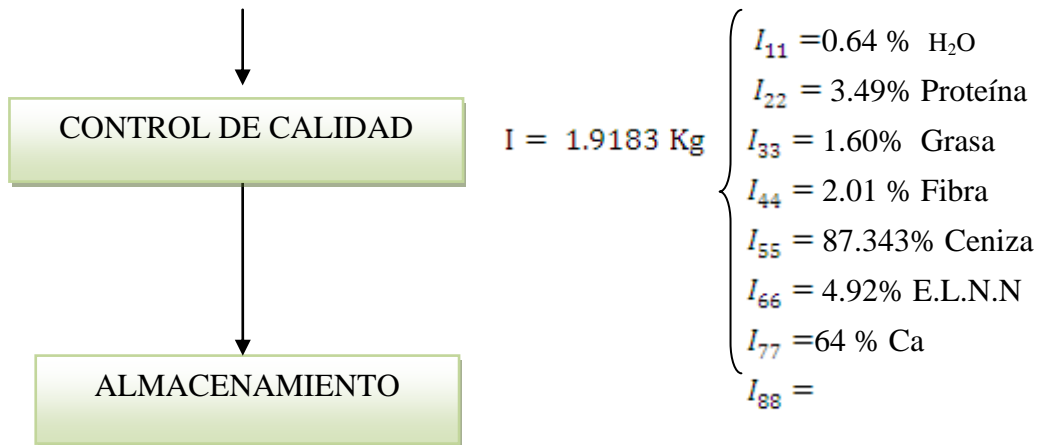 CONTROL DE CALIDAD
ALMACENAMIENTO
I = 1.9183 Kg
I₁₁ =0.64 % H₂O
I₂₂ = 3.49% Proteína
I₃₃ = 1.60% Grasa
I₄₄ = 2.01 % Fibra
I₅₅ = 87.343% Ceniza
I₆₆ = 4.92% E.L.N.N
I₇₇ =64 % Ca
I₈₈ =